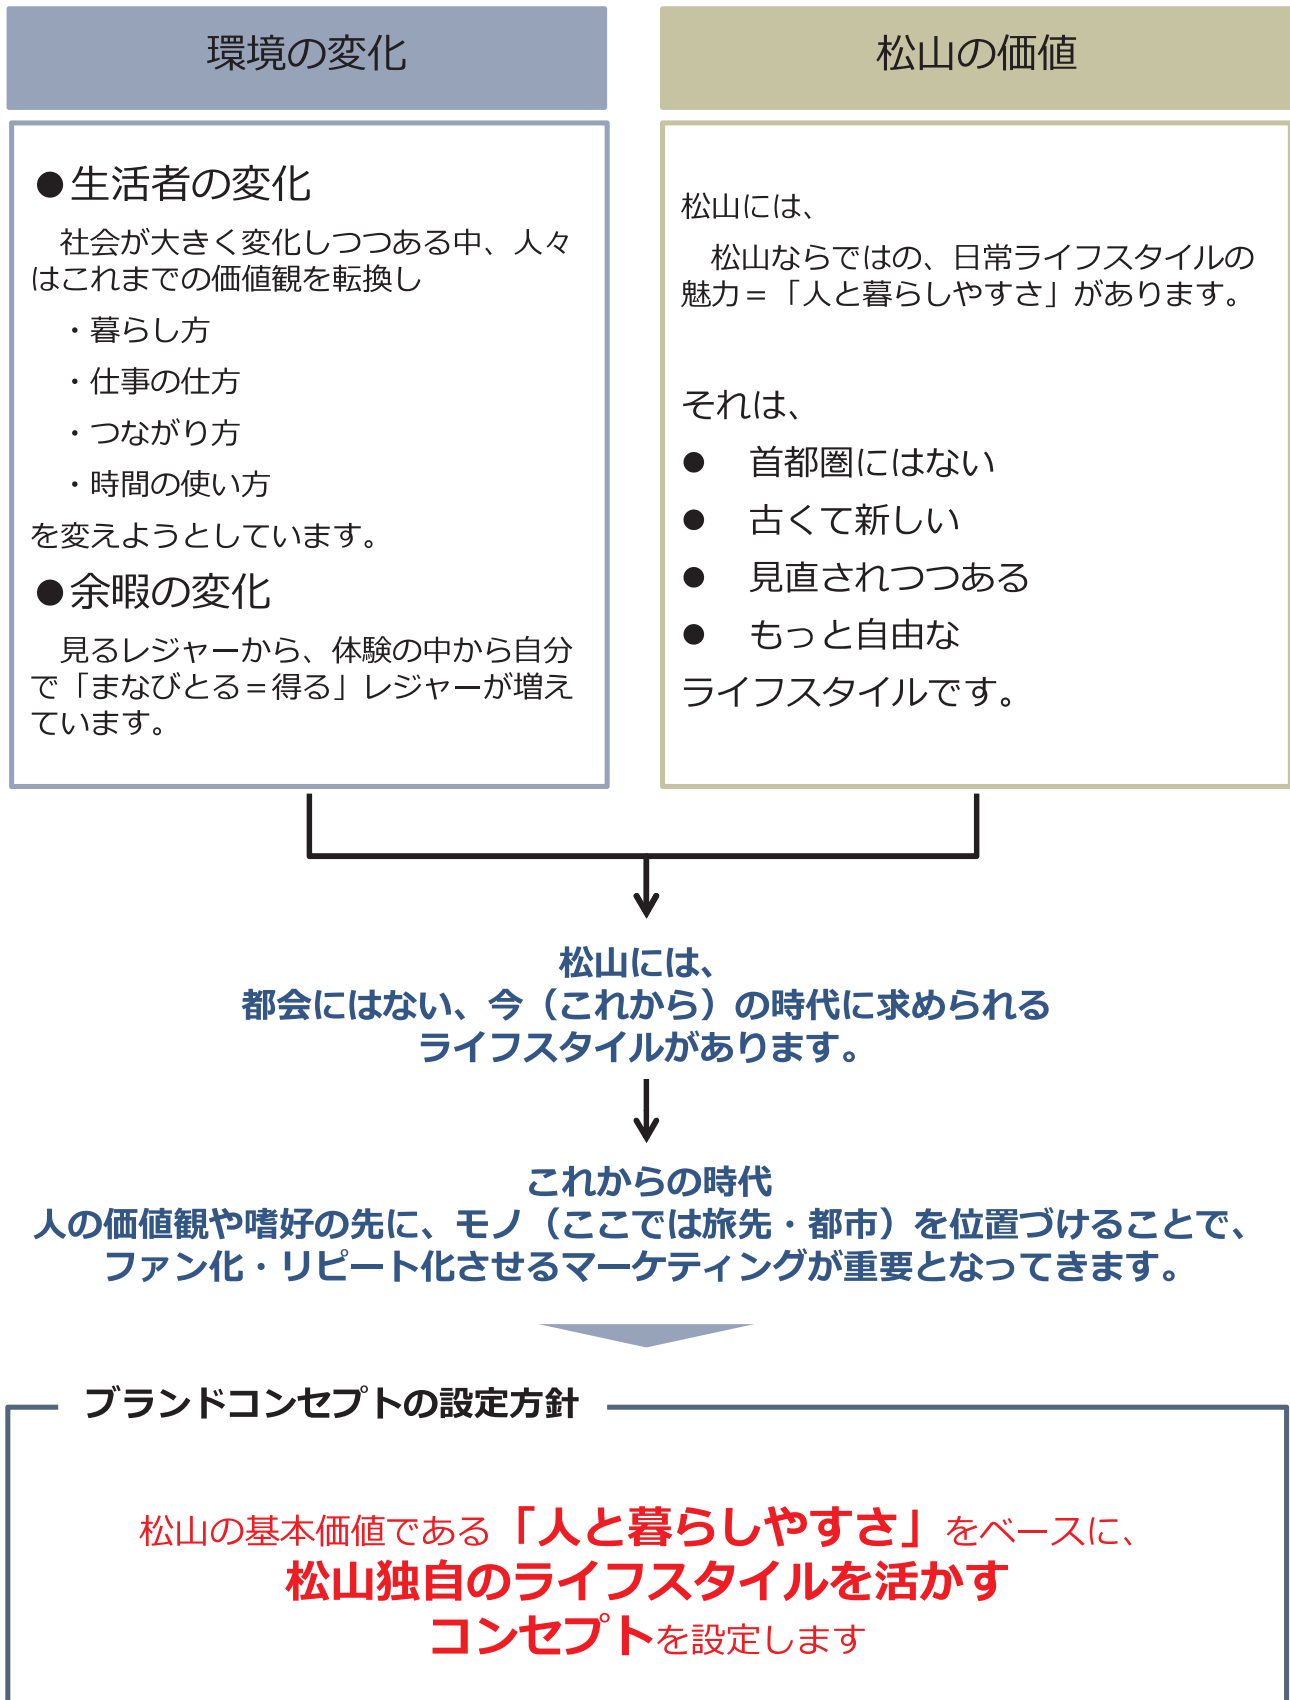 環境の変化
●生活者の変化
社会が大きく変化しつつある中、人々
はこれまでの価値観を転換し
・暮らし方
・仕事の仕方
・つながり方
・時間の使い方
を変えようとしています。
●余暇の変化
見るレジャーから、体験の中から自分
で「まなびとる＝得る」レジャーが増え
ています。
松山の価値
松山には、
松山ならではの、日常ライフスタイルの
魅力＝「人と暮らしやすさ」があります。
それは、
● 首都圏にはない
● 古くて新しい
● 見直されつつある
● もっと自由な
ライフスタイルです。
松山には、
都会にはない、今（これから）の時代に求められる
ライフスタイルがあります。
これからの時代
人の価値観や嗜好の先に、モノ（ここでは旅先・都市）を位置づけることで、
ファン化・リピート化させるマーケティングが重要となってきます。
ブランドコンセプトの設定方針
松山の基本価値である「人と暮らしやすさ」をベースに、
松山独自のライフスタイルを活かす
コンセプトを設定します